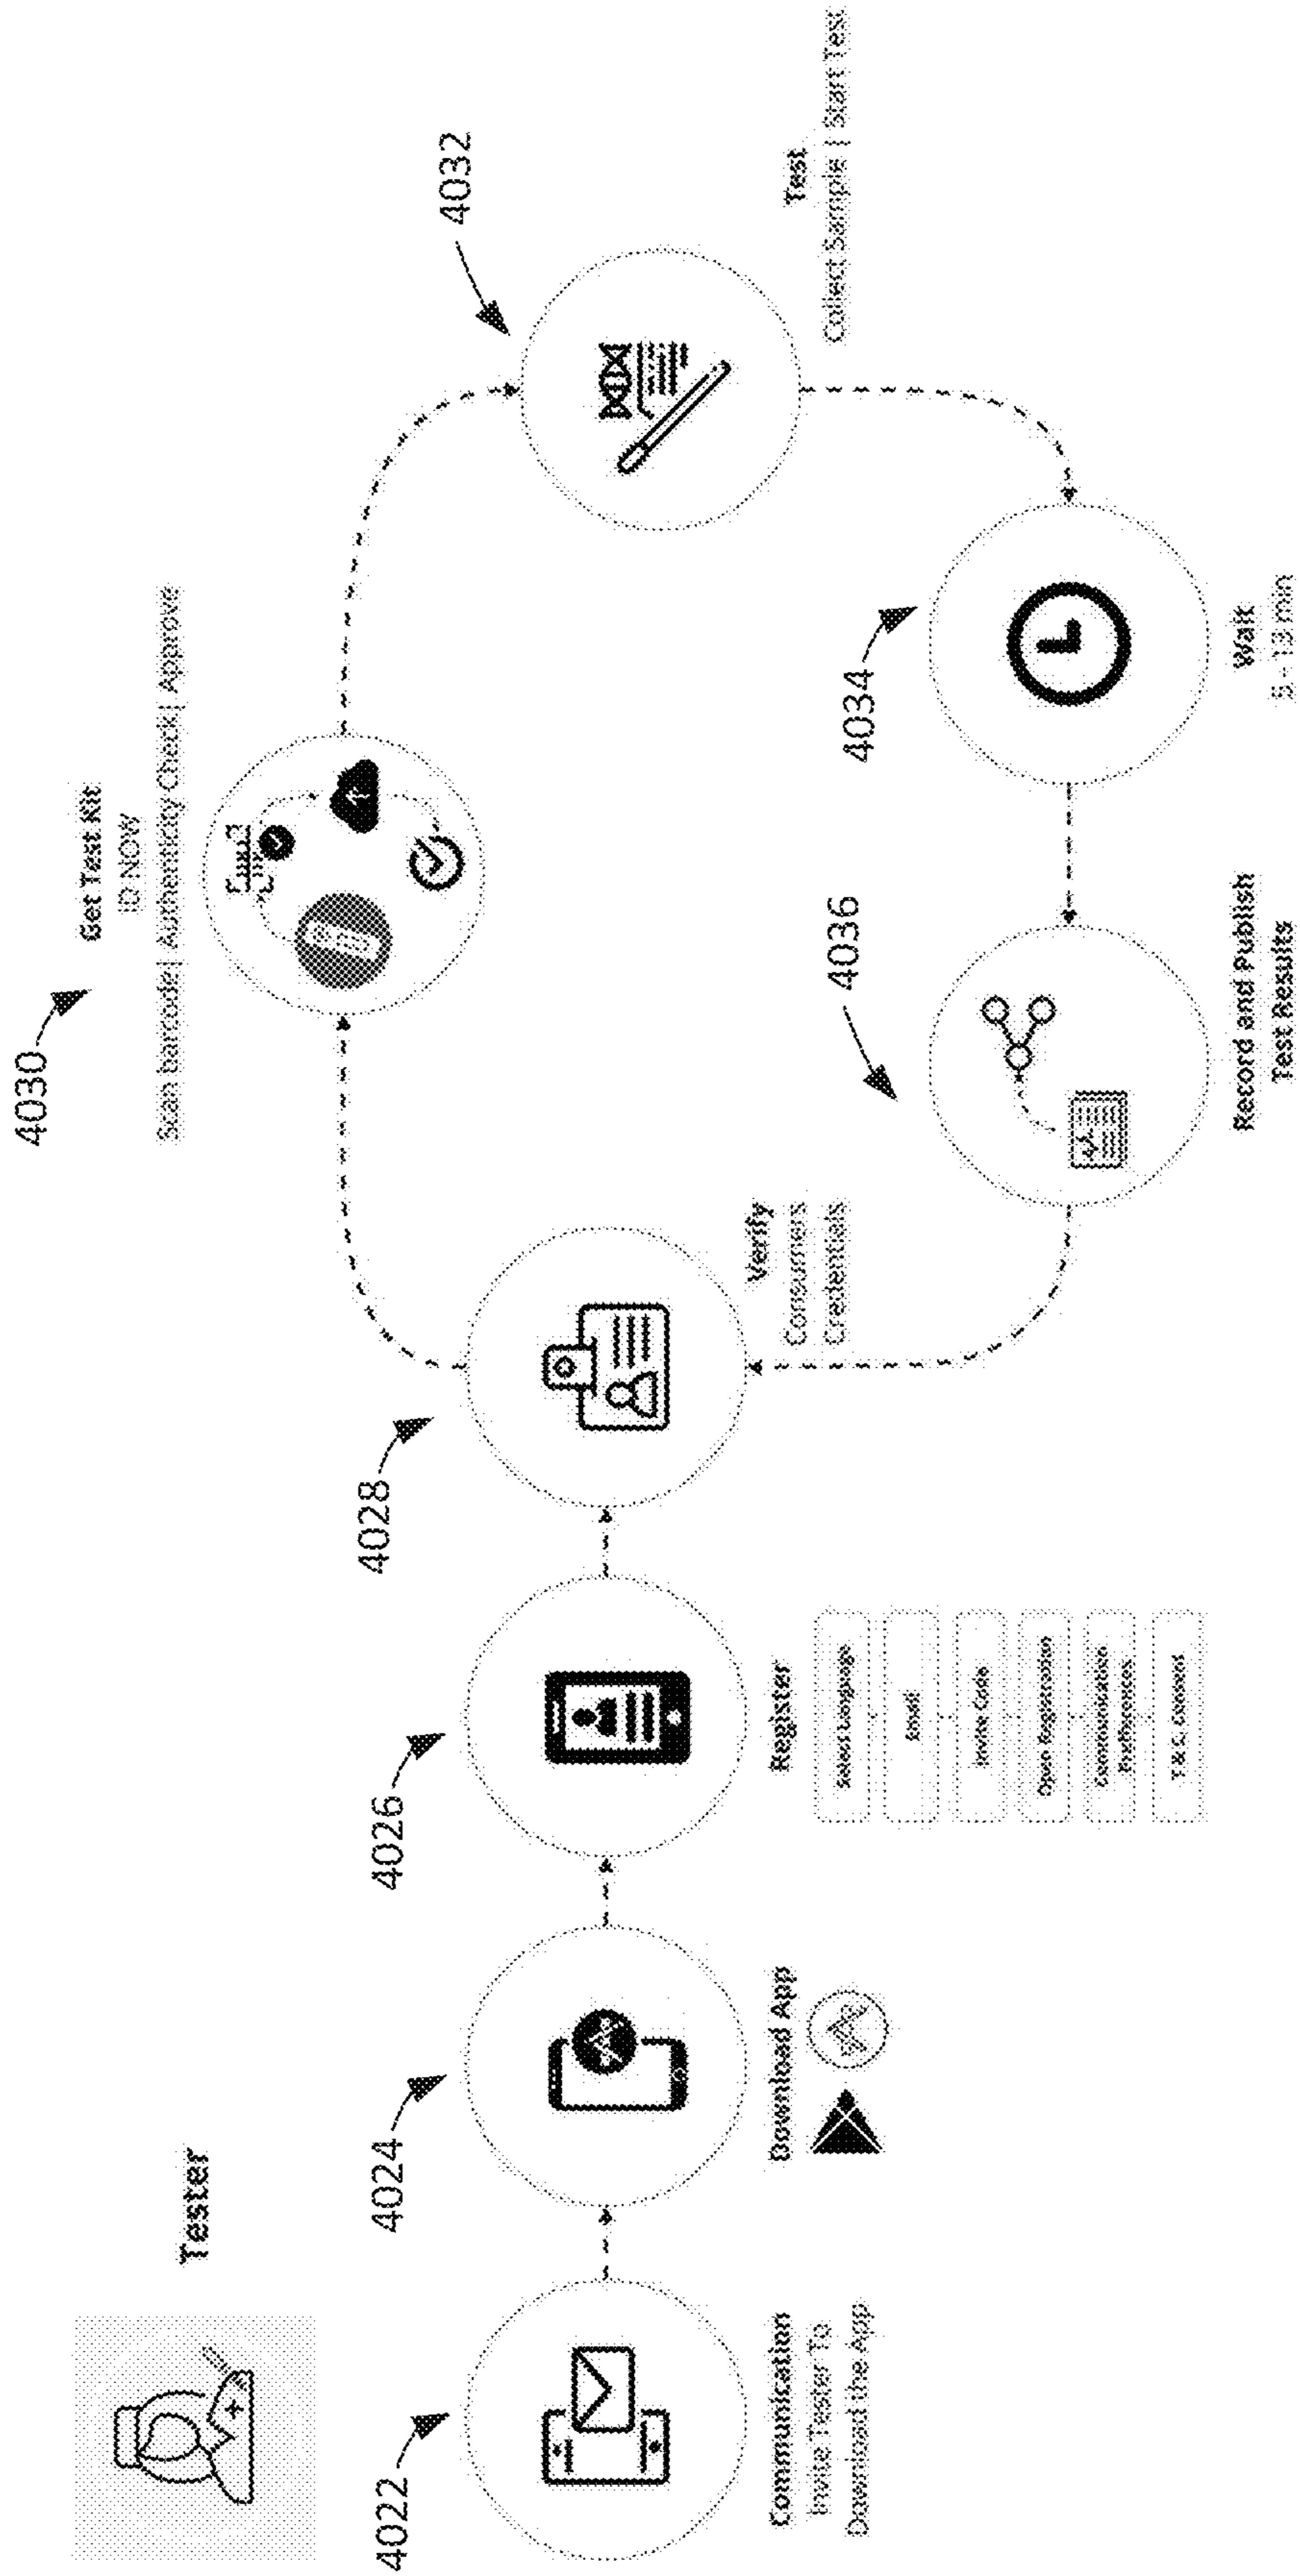 Tester
4022
Communication
Invite Tester To
Download the App
4024
Download App
4026
Register
Select Language
Email
Invite Code
Open Registration
Communication
Preferences
T & C, Consent
4028
Verify
Consumers
Credentials
4030
Get Test Kit
ID NOW
Scan barcode| Authenticity Check| Approve
4032
Test
Collect Sample | Start Test
4034
Wait
5 - 13 min
4036
Record and Publish
Test Results